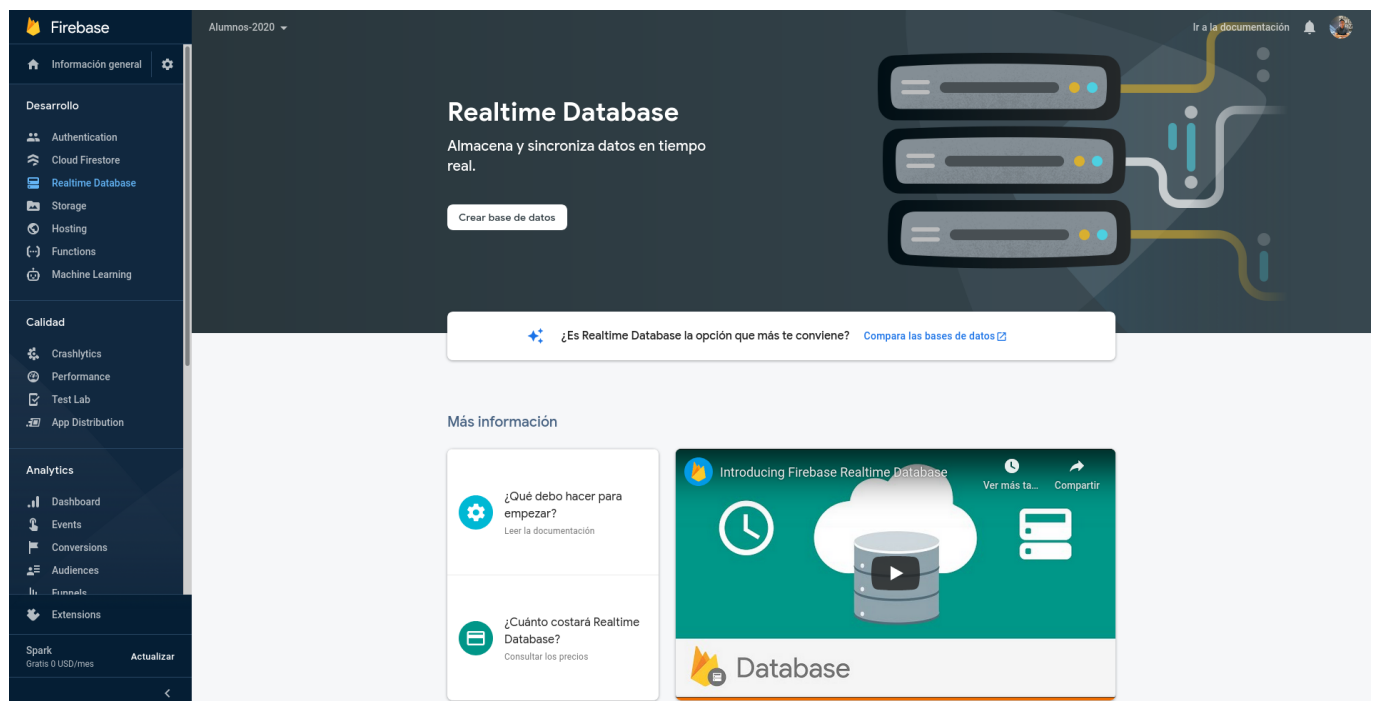 Firebase
Información general
Desarrollo
Authentication
Cloud Firestore
Realtime Database
Storage
Hosting
Functions
Machine Learning
Calidad
Crashlytics
Performance
Test Lab
App Distribution
Analytics
Dashboard
Events
Conversions
Audiences
Funnels
Extensions
Spark
Gratis 0 USD/mes
Actualizar
Alumnos-2020
Ir a la documentación
Realtime Database
Almacena y sincroniza datos en tiempo
real.
Crear base de datos
¿Es Realtime Database la opción que más te conviene? Compara las bases de datos
Más información
¿Qué debo hacer para
empezar?
Leer la documentación
¿Cuánto costará Realtime
Database?
Consultar los precios
Introducing Firebase Realtime Database
Ver más ta...
Compartir
Database